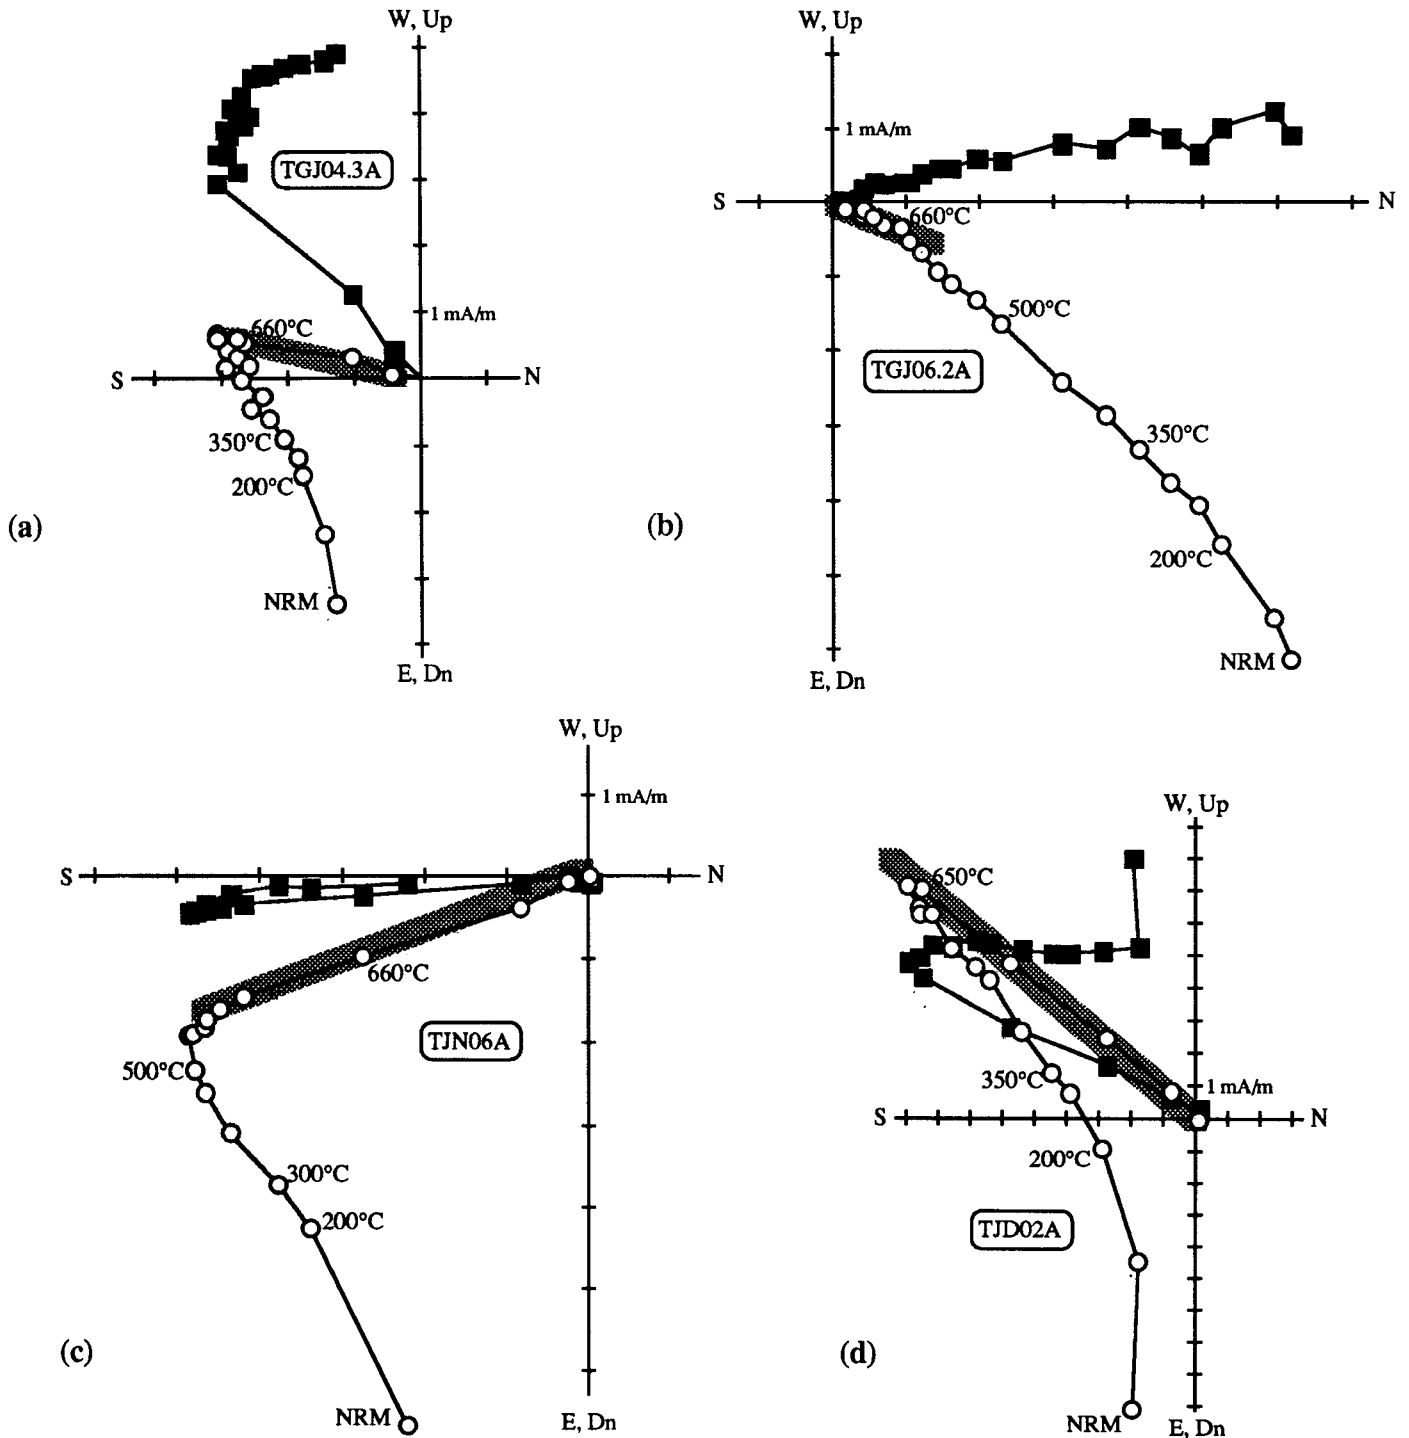 W, Up
TGJ04.3A
660°C
1 mA/m
S
N
350°C
200°C
NRM
E, Dn
(a)
W, Up
1 mA/m
S
N
660°C
500°C
TGJ06.2A
350°C
200°C
NRM
E, Dn
(b)
W, Up
1 mA/m
S
N
660°C
TJN06A
500°C
300°C
200°C
NRM
E, Dn
(c)
W, Up
650°C
350°C
1 mA/m
S
N
200°C
TJD02A
NRM
E, Dn
(d)